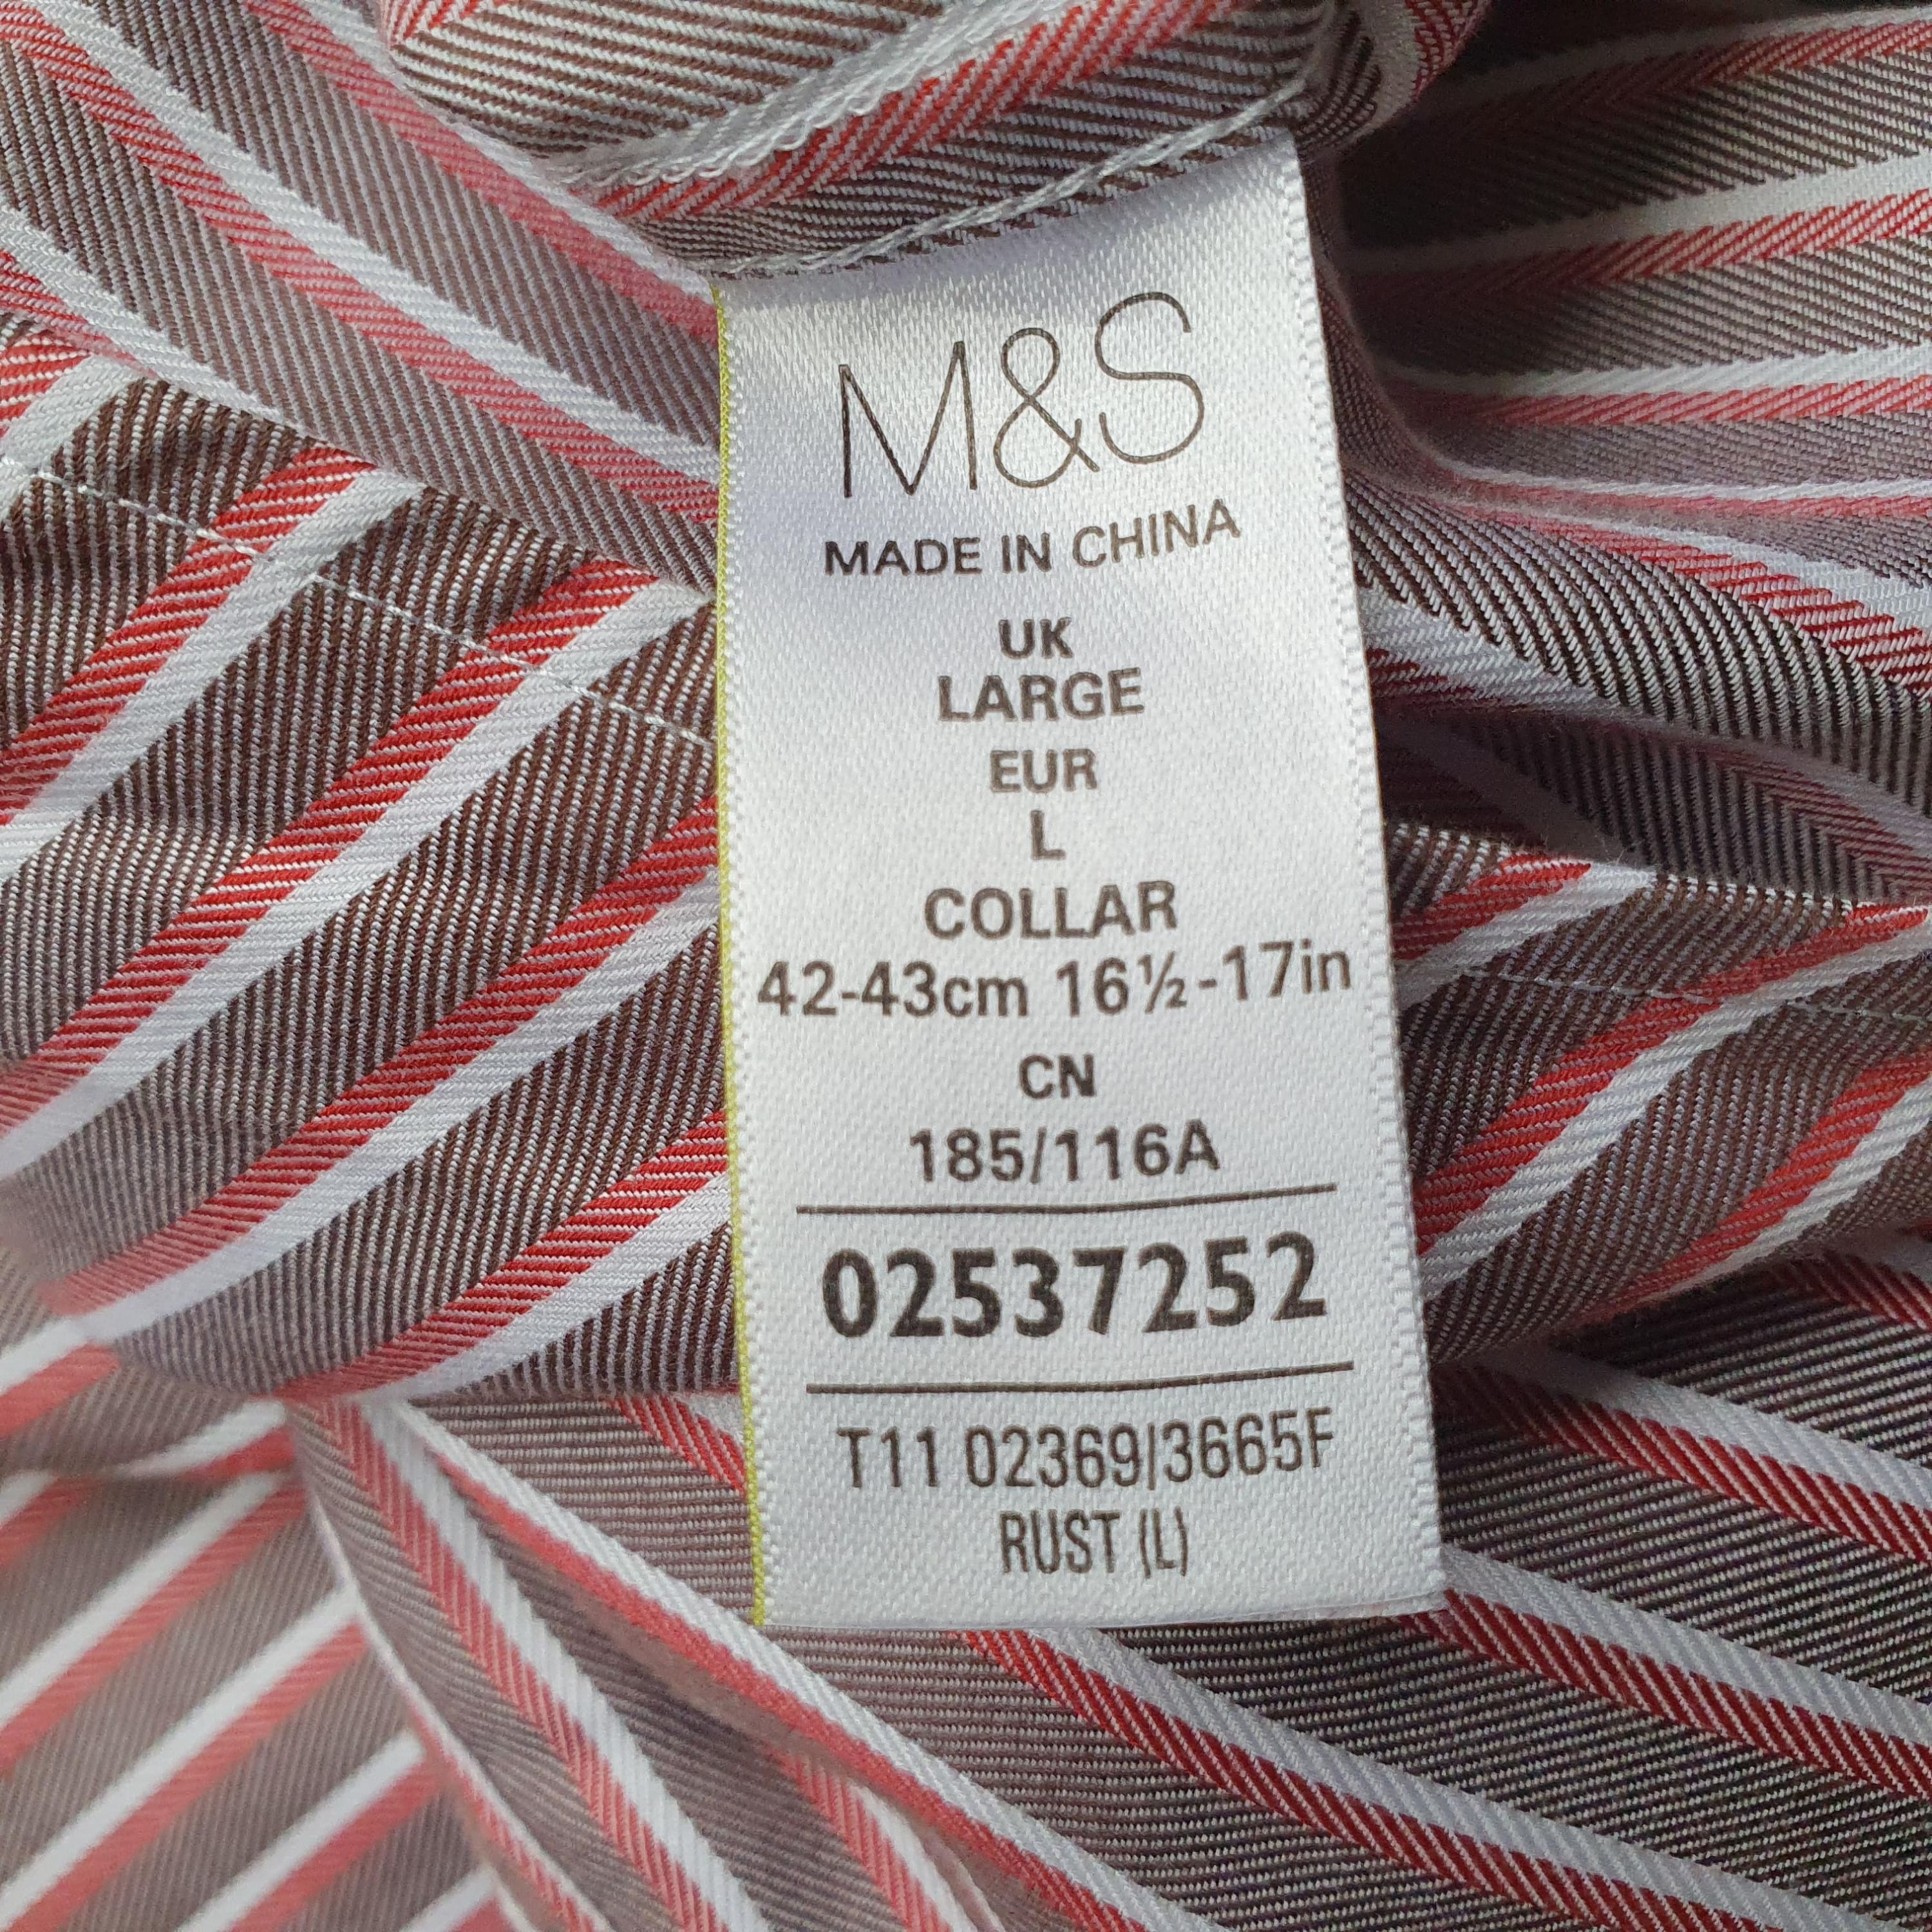 M&S
MADE IN CHINA
UK
LARGE
EUR
L
COLLAR
42-43cm 16½-17in
CN
185/116A
02537252
T11 02369/3665F
RUST (L)